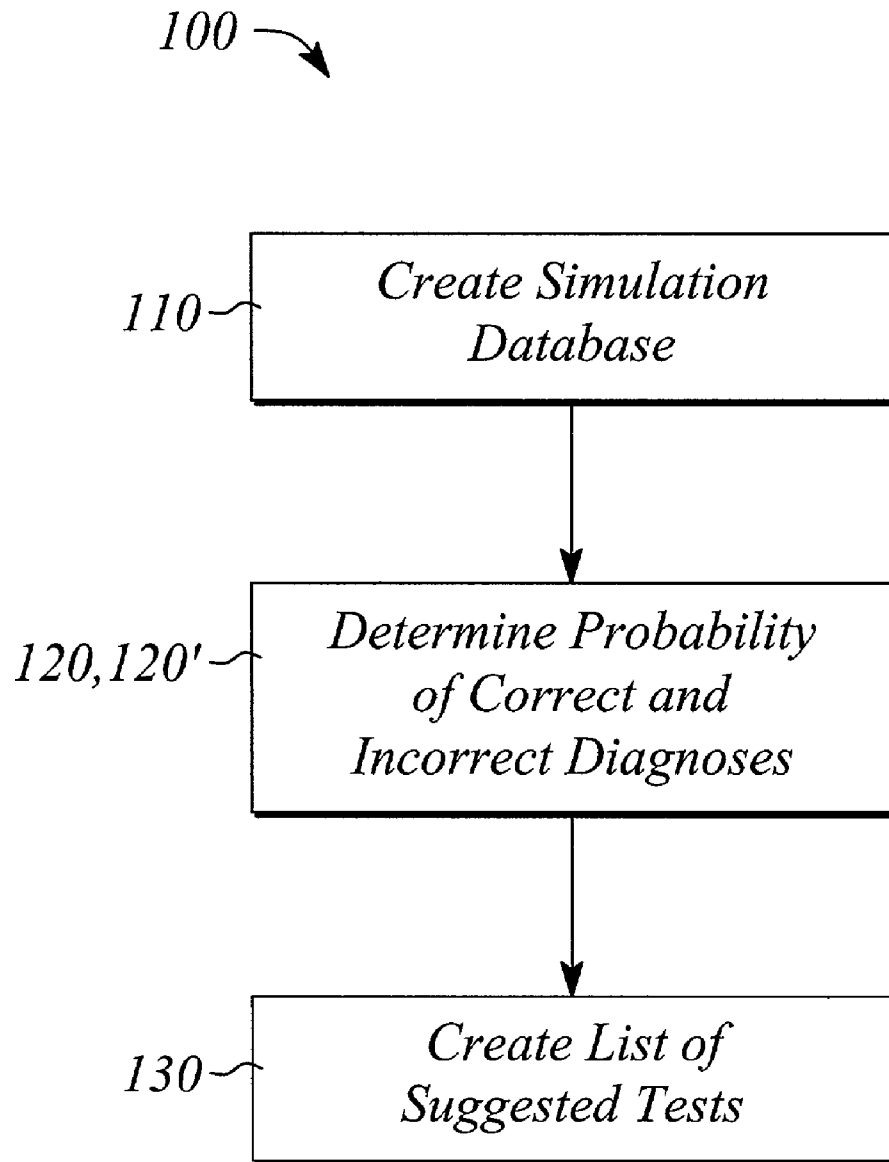 100
110
Create Simulation
Database
120,120'
Determine Probability
of Correct and
Incorrect Diagnoses
130
Create List of
Suggested Tests